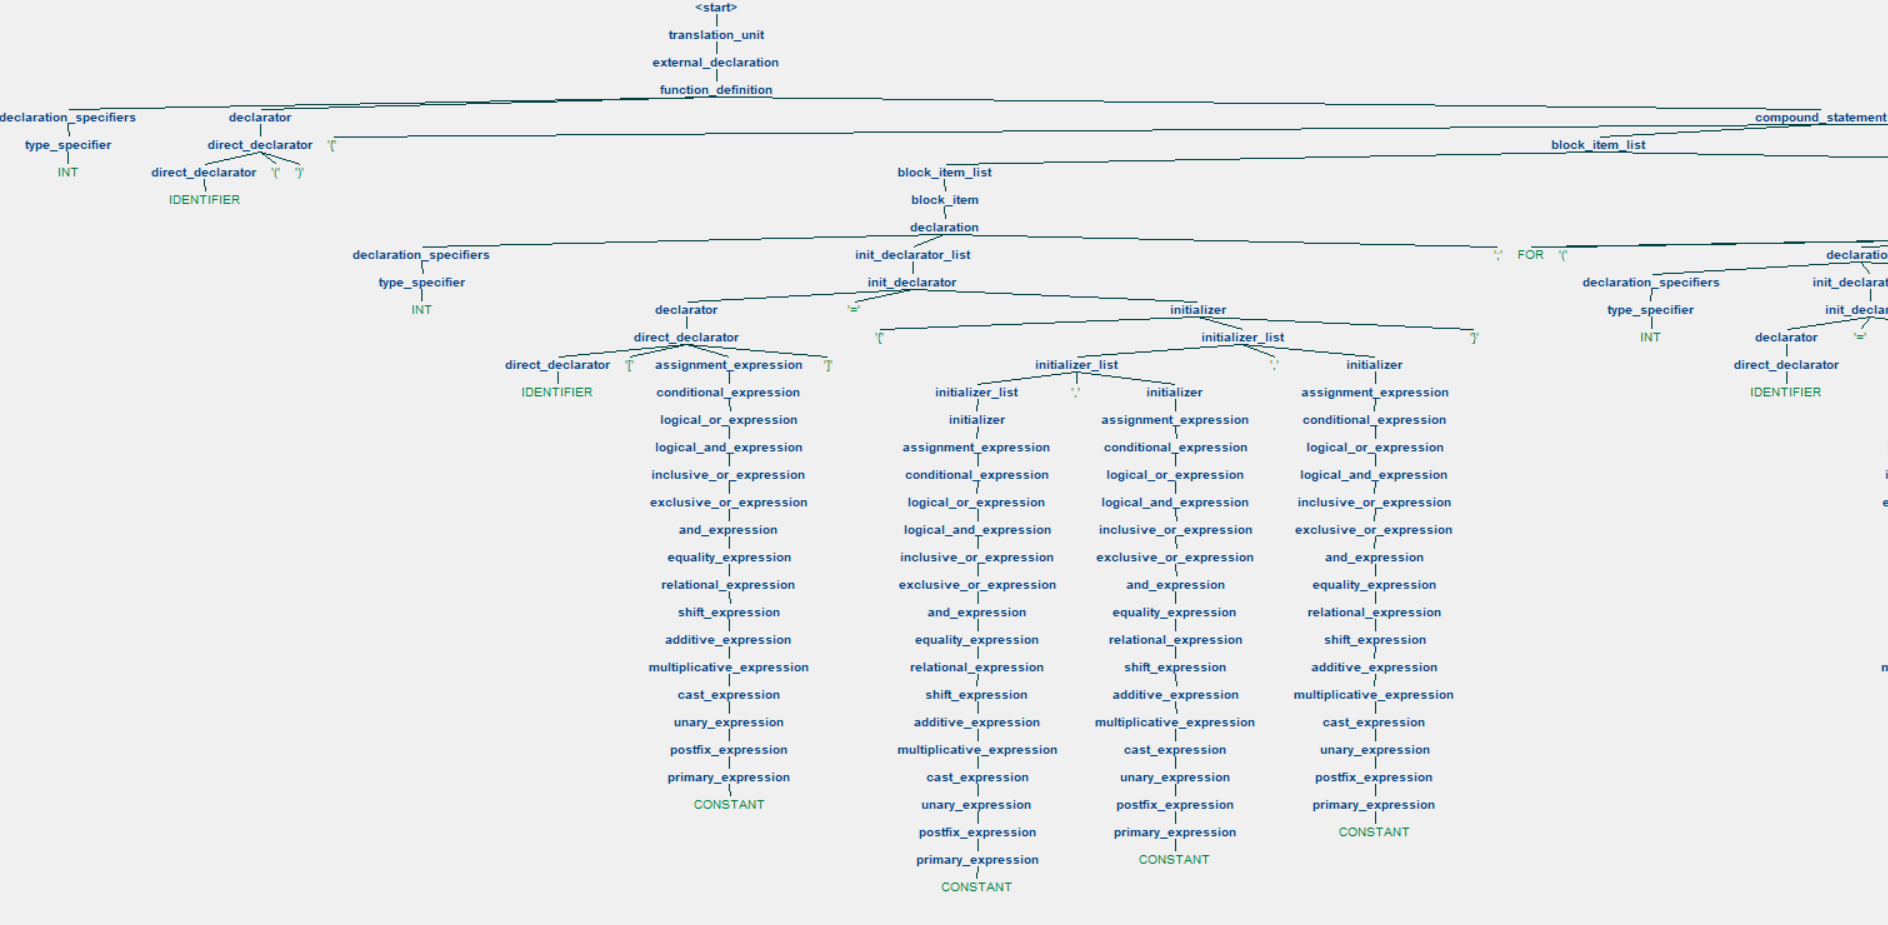 <start>
translation_unit
external_declaration
function_definition
declaration_specifiers declarator compound_statement
type_specifier direct_declarator '{' block_item_list
INT direct_declarator '(' ')' block_item_list
IDENTIFIER block_item
declaration
declaration_specifiers init_declarator_list ';' FOR '('
type_specifier init_declarator declaration_specifiers
INT declarator '=' initializer type_specifier
direct_declarator '{' initializer_list '}' INT declarator '='
direct_declarator '[' assignment_expression ']' initializer_list ',' initializer direct_declarator
IDENTIFIER conditional_expression initializer_list ',' initializer assignment_expression IDENTIFIER
logical_or_expression initializer assignment_expression conditional_expression
logical_and_expression assignment_expression conditional_expression logical_or_expression
inclusive_or_expression conditional_expression logical_or_expression logical_and_expression
exclusive_or_expression logical_or_expression logical_and_expression inclusive_or_expression
and_expression logical_and_expression inclusive_or_expression exclusive_or_expression
equality_expression inclusive_or_expression exclusive_or_expression and_expression
relational_expression exclusive_or_expression and_expression equality_expression
shift_expression and_expression equality_expression relational_expression
additive_expression equality_expression relational_expression shift_expression
multiplicative_expression relational_expression shift_expression additive_expression
cast_expression shift_expression additive_expression multiplicative_expression
unary_expression additive_expression multiplicative_expression cast_expression
postfix_expression multiplicative_expression cast_expression unary_expression
primary_expression cast_expression unary_expression postfix_expression
CONSTANT unary_expression postfix_expression primary_expression
postfix_expression primary_expression CONSTANT
primary_expression CONSTANT
CONSTANT